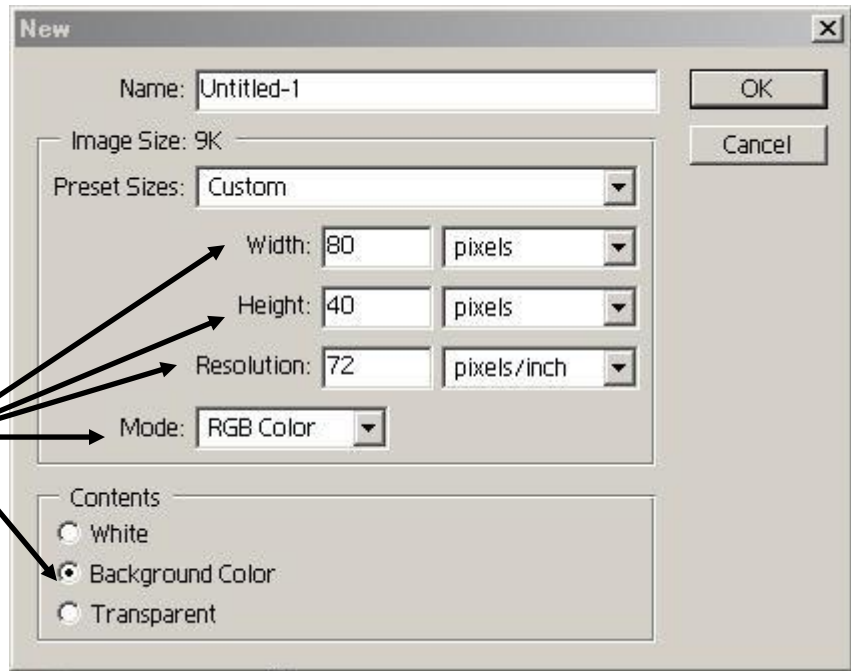 New
Name: Untitled-1
OK
Image Size: 9K
Cancel
Preset Sizes: Custom
Width: 80 pixels
Height: 40 pixels
Resolution: 72 pixels/inch
Mode: RGB Color
Contents
White
Background Color
Transparent